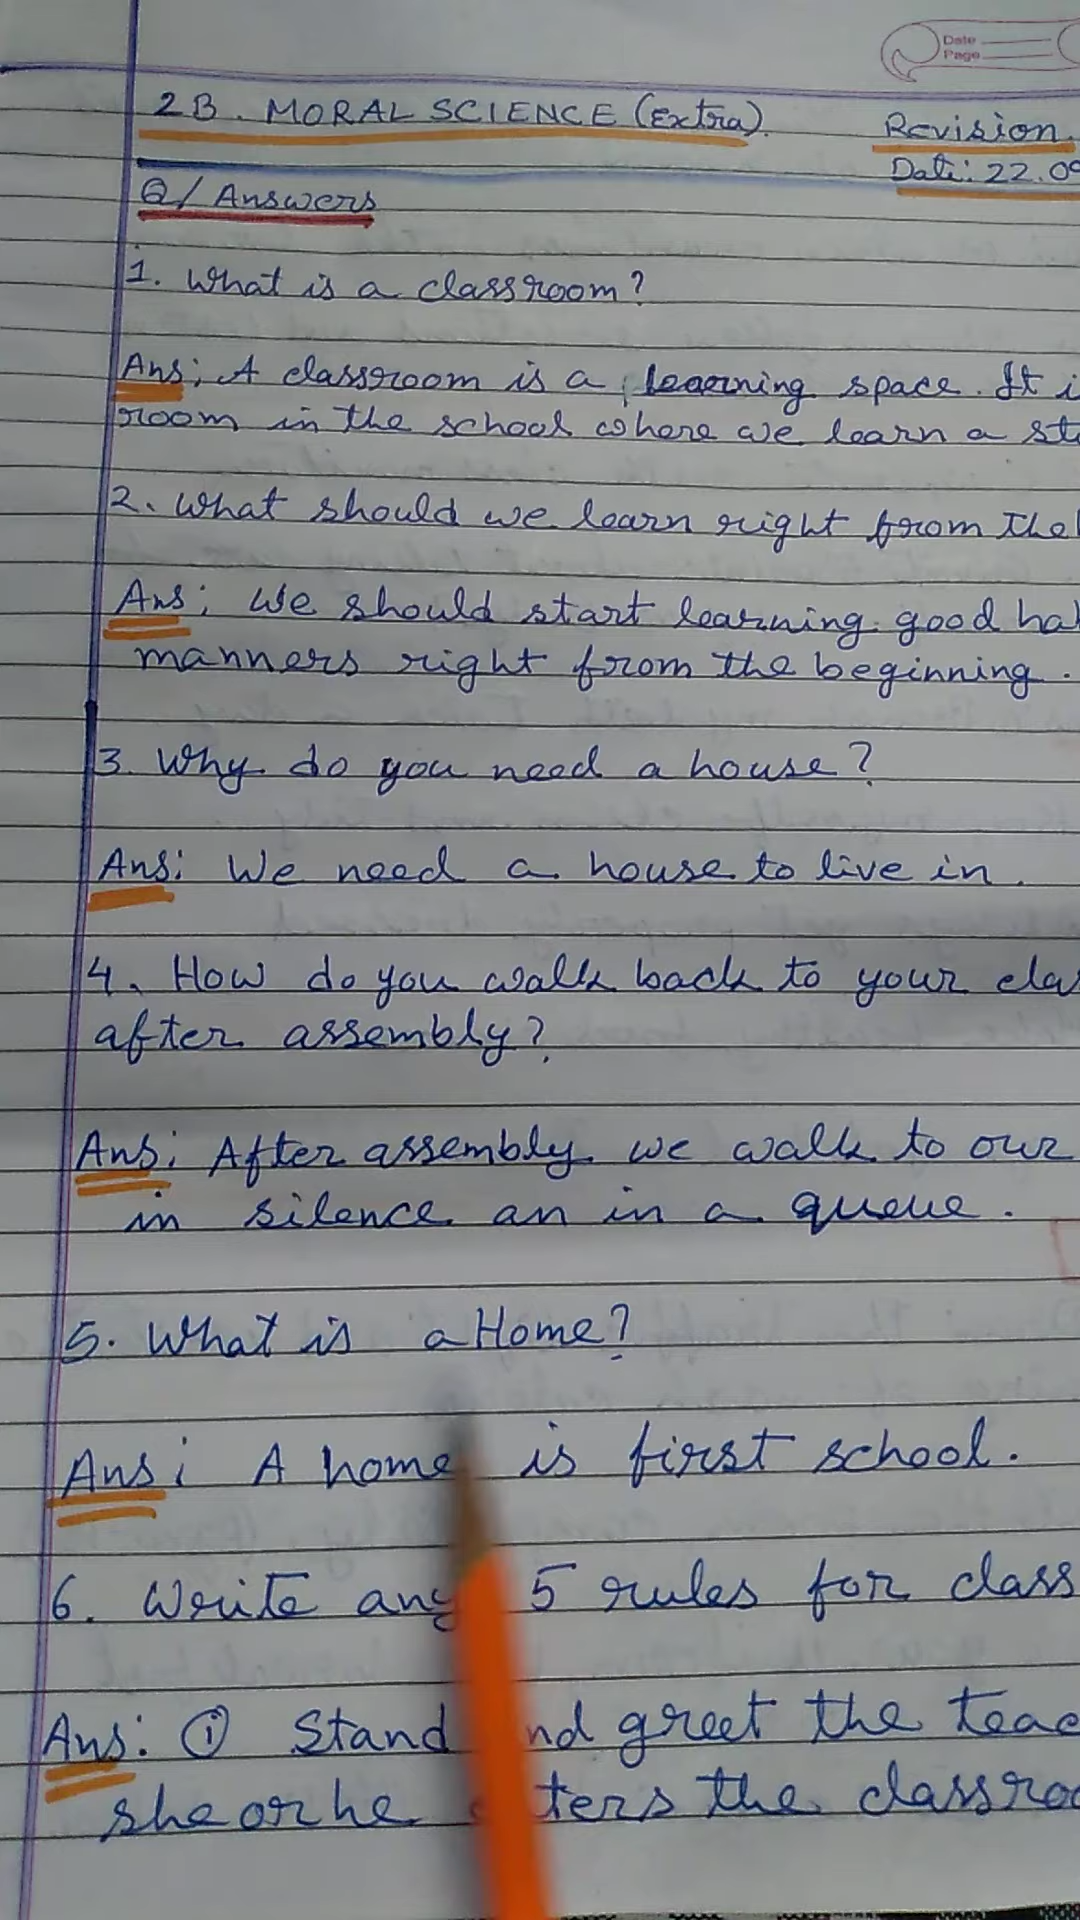 Date
Page
2B. MORAL SCIENCE (Extra).
Revision.
Date: 22.09
Q/Answers
1. What is a classroom?
Ans: A classroom is a learning space. It i
room in the school where we learn a st
2. What should we learn right from the
Ans: We should start learning good ha
manners right from the beginning.
3. Why do you need a house?
Ans: We need a house to live in.
4. How do you walk back to your cla
after assembly?
Ans: After assembly we walk to our
in silence an in a queue.
5. What is a Home?
Ans: A home is first school.
6. Write any 5 rules for class
Ans: (i) Stand and greet the teac
she or he enters the classroo